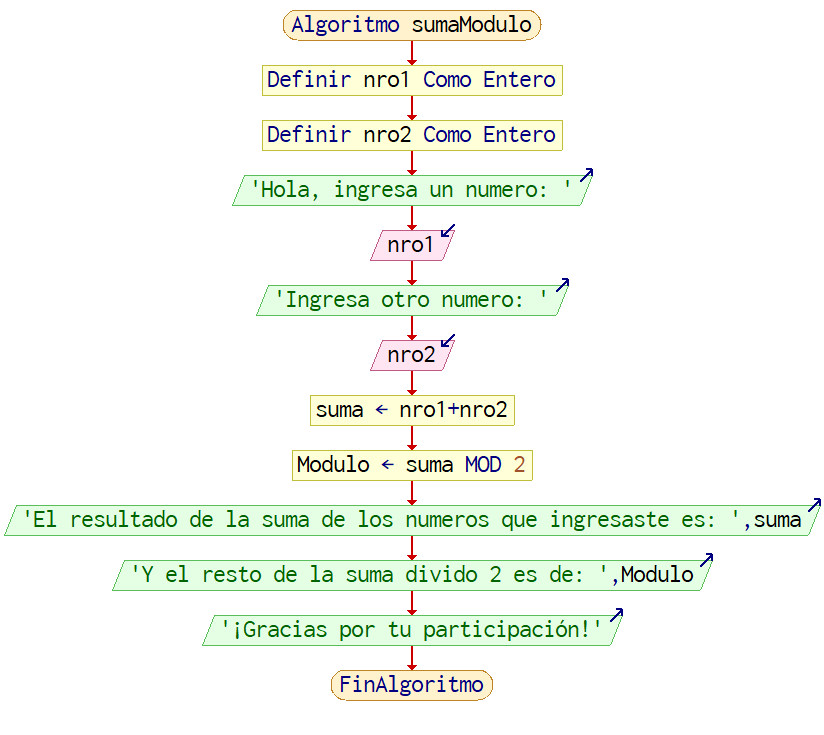 Algoritmo sumaModulo
Definir nro1 Como Entero
Definir nro2 Como Entero
'Hola, ingresa un numero: '
nro1
'Ingresa otro numero: '
nro2
suma ← nro1+nro2
Modulo ← suma MOD 2
'El resultado de la suma de los numeros que ingresaste es: ',suma
'Y el resto de la suma divido 2 es de: ',Modulo
'¡Gracias por tu participación!'
FinAlgoritmo